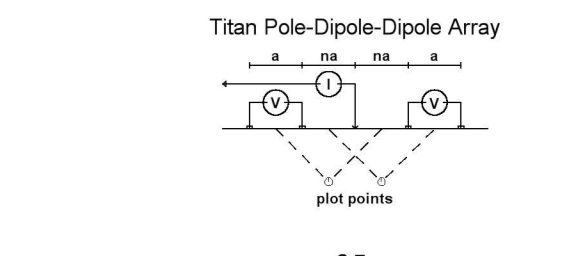 Titan Pole-Dipole-Dipole Array
a na na a
I
V V
plot points